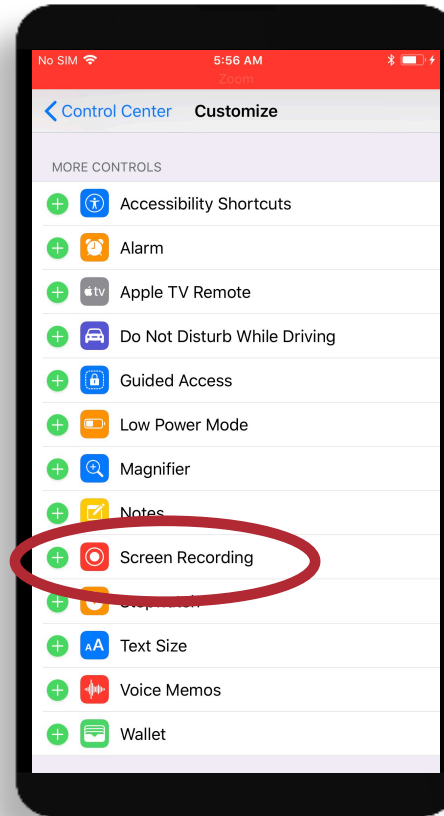 No SIM 5:56 AM
Zoom
Control Center Customize
MORE CONTROLS
Accessibility Shortcuts
Alarm
tv Apple TV Remote
Do Not Disturb While Driving
Guided Access
Low Power Mode
Magnifier
Notes
Screen Recording
Stopwatch
AA Text Size
Voice Memos
Wallet